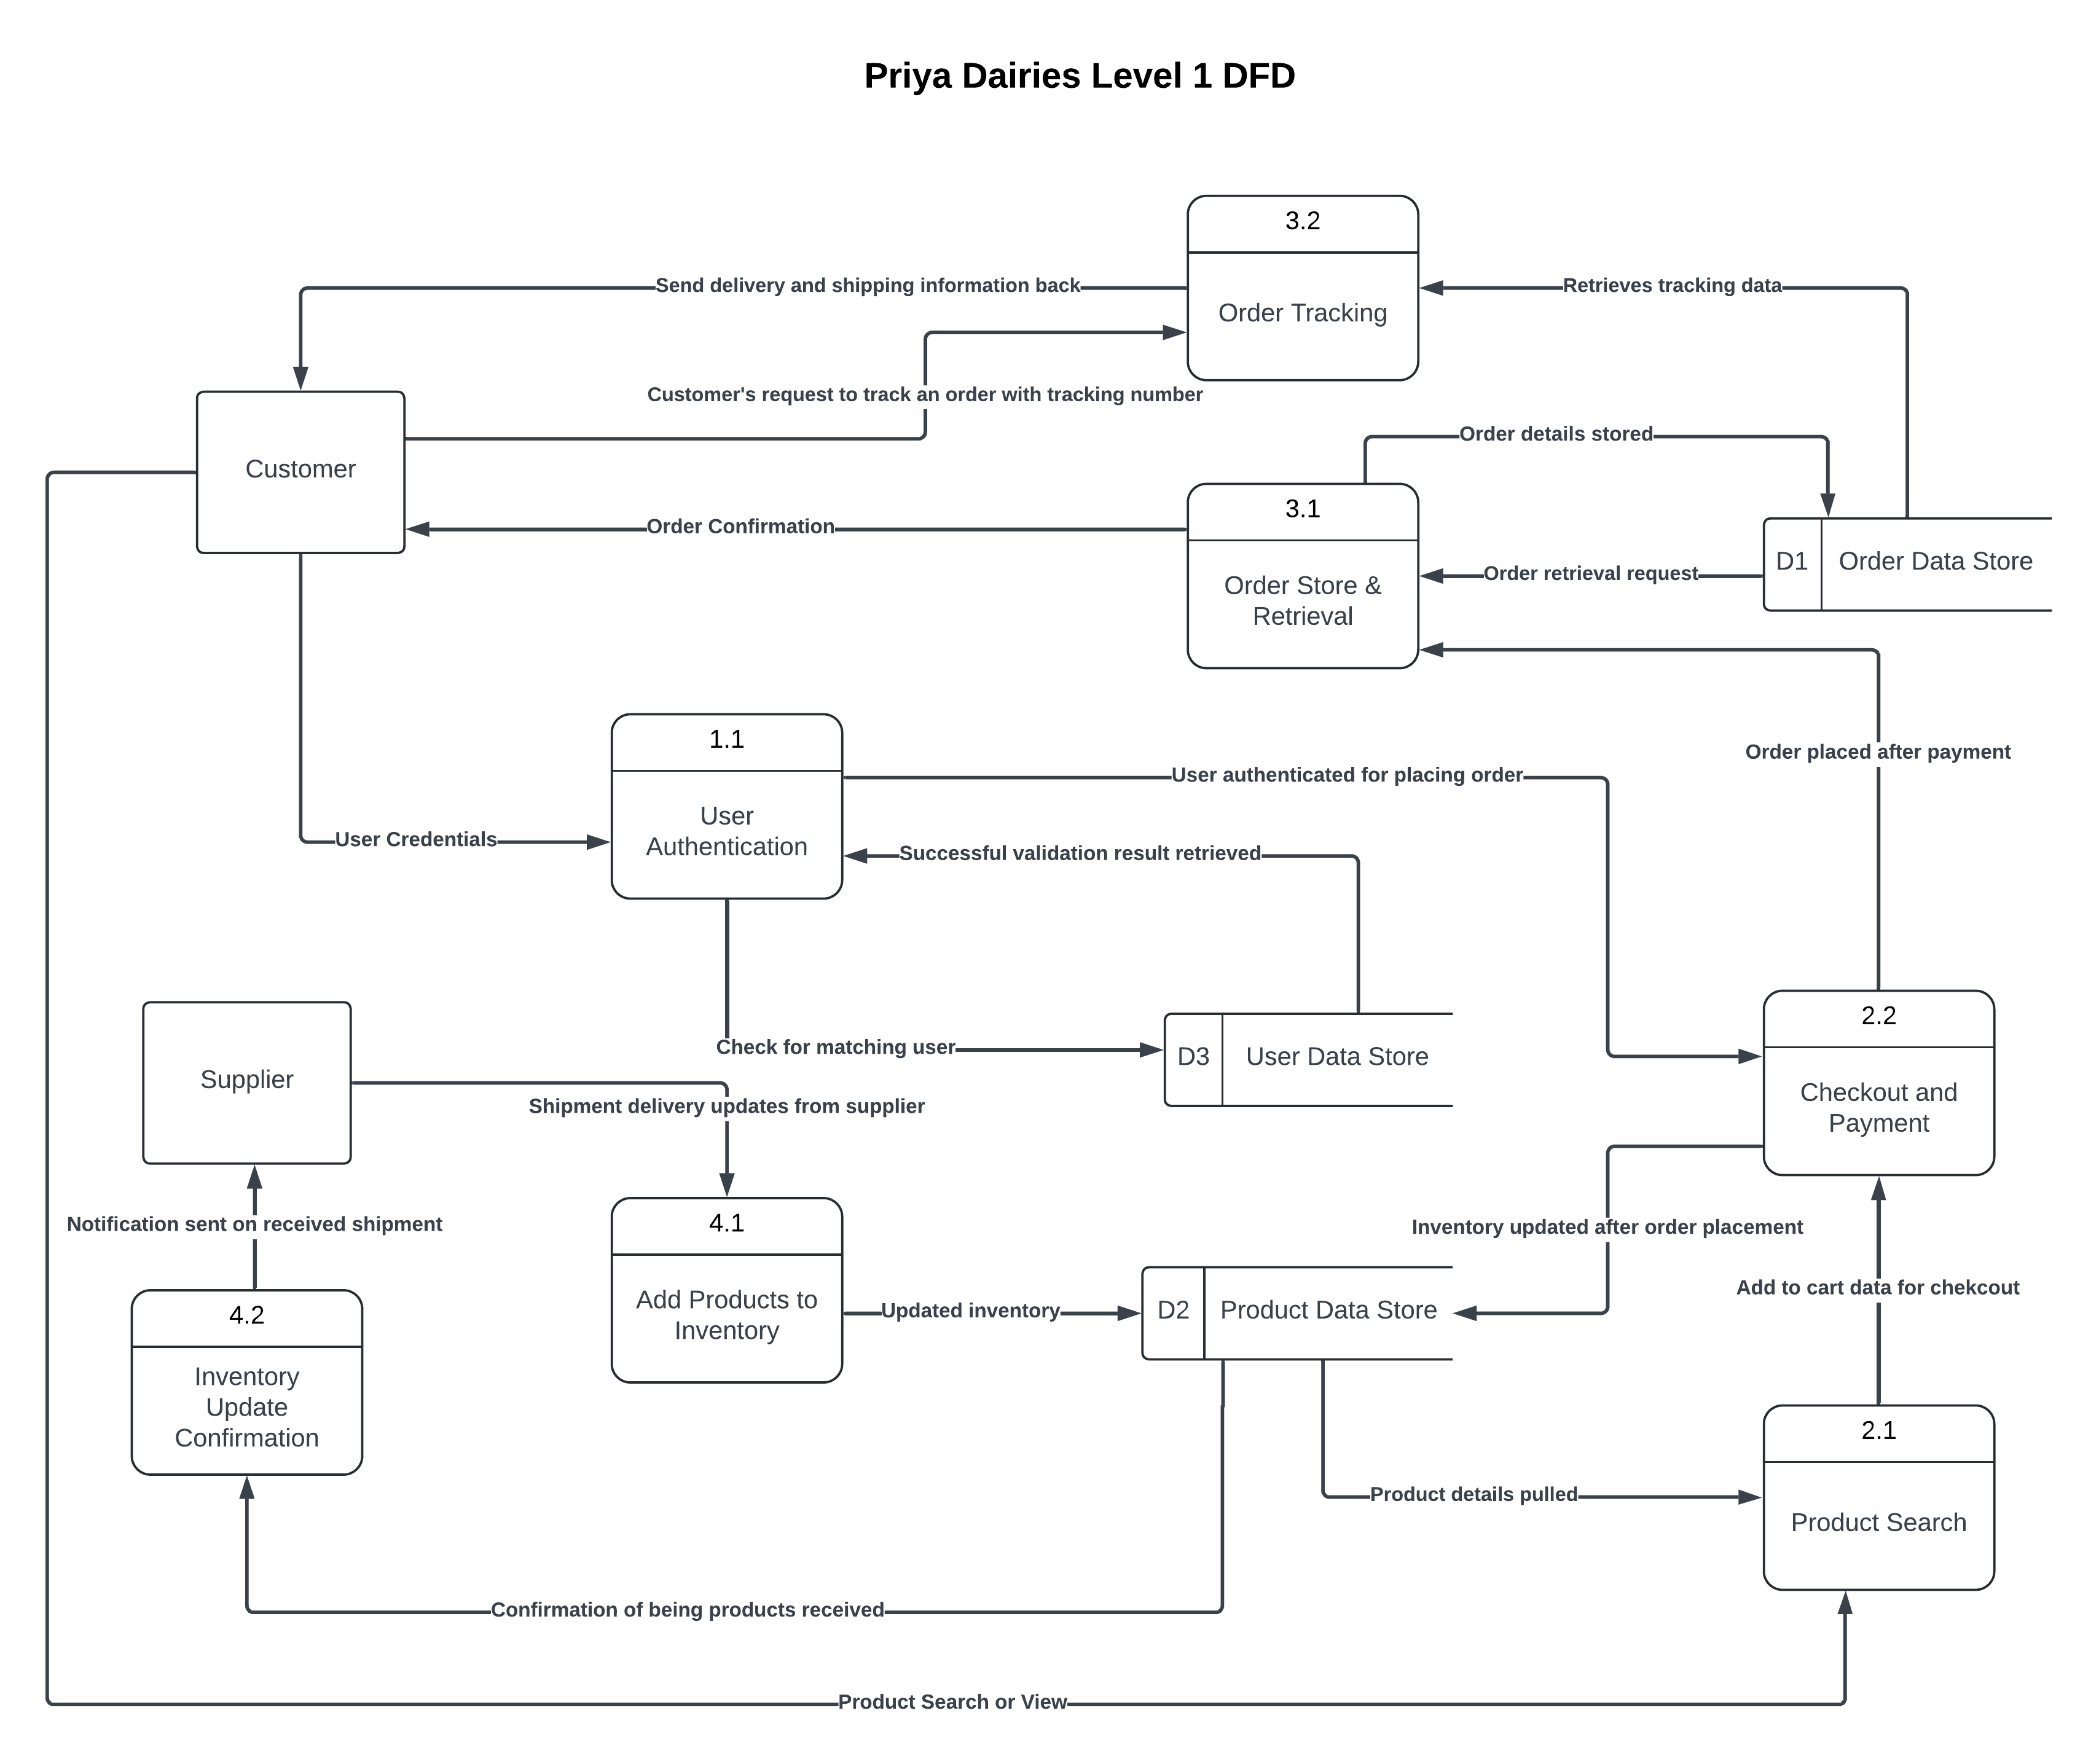 Priya Dairies Level 1 DFD
3.2
Send delivery and shipping information back
Retrieves tracking data
Order Tracking
Customer's request to track an order with tracking number
Order details stored
Customer
3.1
Order Confirmation
D1
Order Data Store
Order retrieval request
Order Store &
Retrieval
1.1
Order placed after payment
User authenticated for placing order
User
Authentication
User Credentials
Successful validation result retrieved
2.2
Check for matching user
D3
User Data Store
Supplier
Checkout and
Payment
Shipment delivery updates from supplier
Notification sent on received shipment
4.1
Inventory updated after order placement
Add to cart data for chekcout
4.2
Add Products to
Inventory
Updated inventory
D2
Product Data Store
Inventory
Update
Confirmation
2.1
Product details pulled
Product Search
Confirmation of being products received
Product Search or View